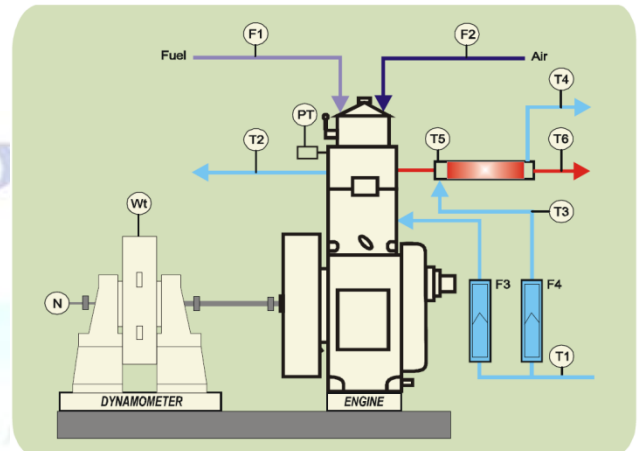 F1
F2
Fuel
Air
T4
PT
T2
T5
T6
Wt
T3
N
F3
F4
T1
DYNAMOMETER
ENGINE